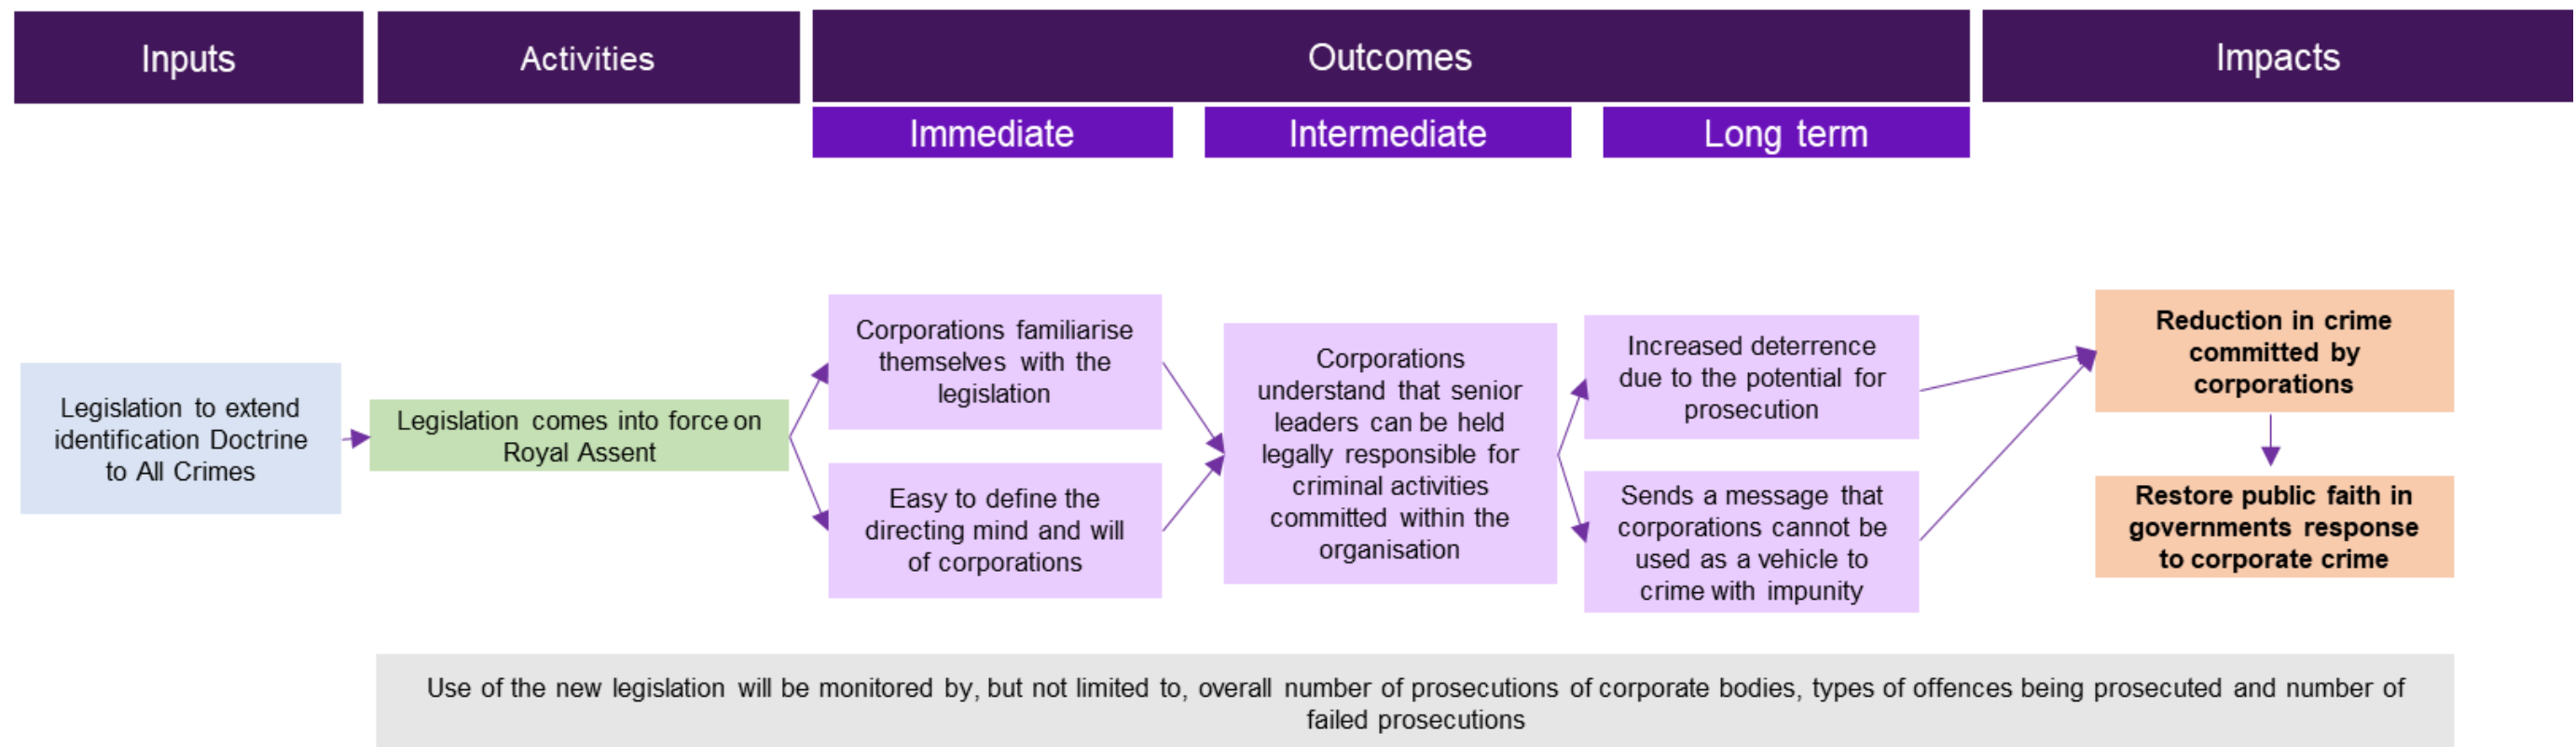 Inputs
Activities
Outcomes
Impacts
Immediate
Intermediate
Long term
Legislation to extend
identification Doctrine
to All Crimes
Legislation comes into force on
Royal Assent
Corporations familiarise
themselves with the
legislation
Easy to define the
directing mind and will
of corporations
Corporations
understand that senior
leaders can be held
legally responsible for
criminal activities
committed within the
organisation
Increased deterrence
due to the potential for
prosecution
Sends a message that
corporations cannot be
used as a vehicle to
crime with impunity
Reduction in crime
committed by
corporations
Restore public faith in
governments response
to corporate crime
Use of the new legislation will be monitored by, but not limited to, overall number of prosecutions of corporate bodies, types of offences being prosecuted and number of
failed prosecutions